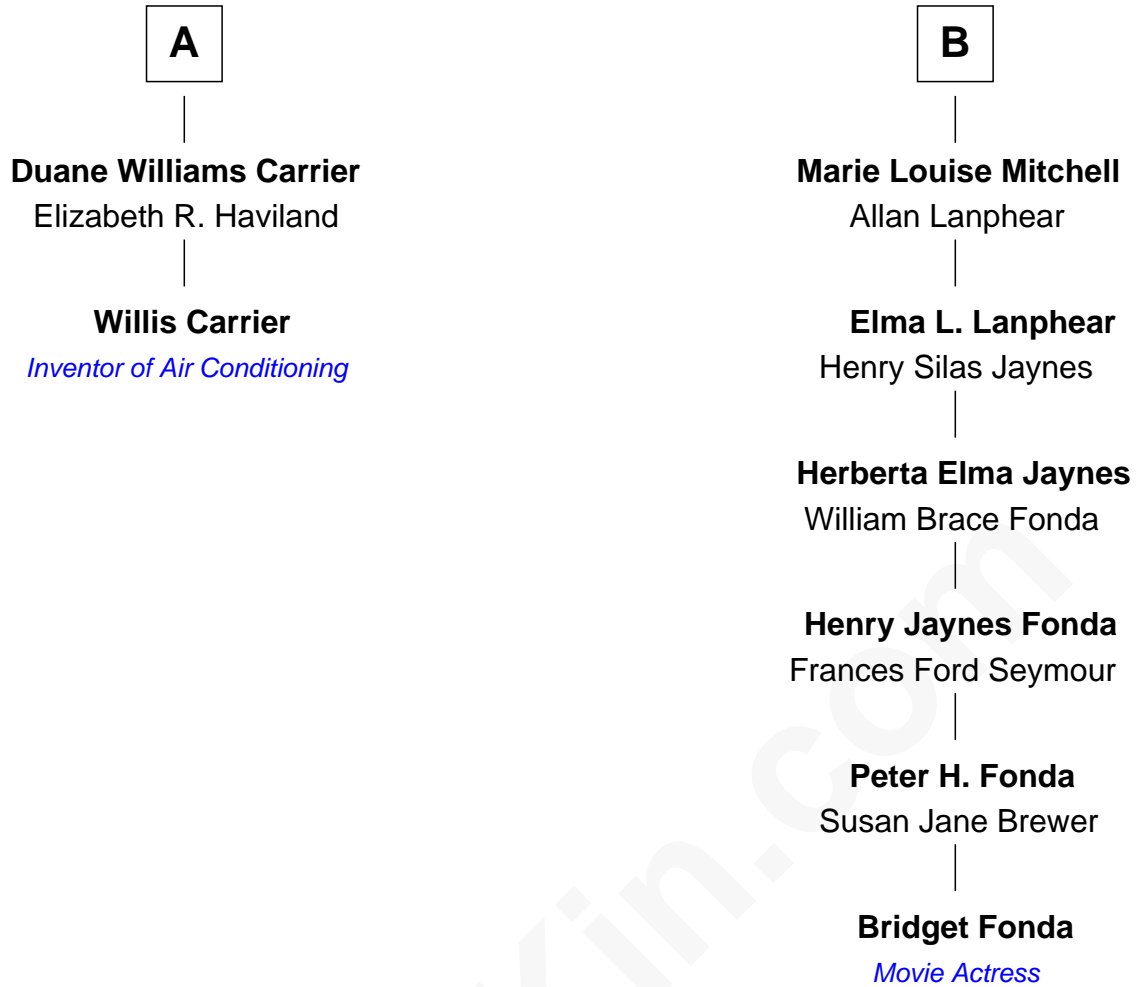 A
Duane Williams Carrier
Elizabeth R. Haviland
Willis Carrier
Inventor of Air Conditioning
B
Marie Louise Mitchell
Allan Lanphear
Elma L. Lanphear
Henry Silas Jaynes
Herberta Elma Jaynes
William Brace Fonda
Henry Jaynes Fonda
Frances Ford Seymour
Peter H. Fonda
Susan Jane Brewer
Bridget Fonda
Movie Actress
Kin.com